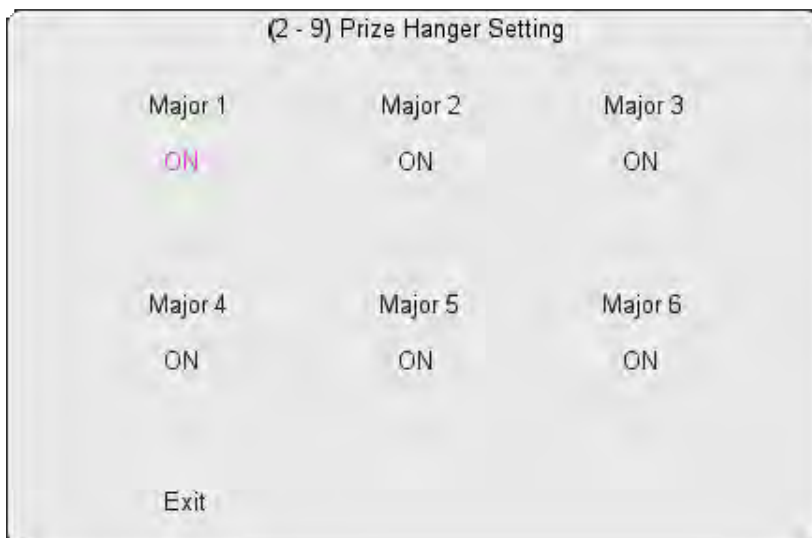 (2 - 9) Prize Hanger Setting
Major 1 Major 2 Major 3
ON ON ON
Major 4 Major 5 Major 6
ON ON ON
Exit